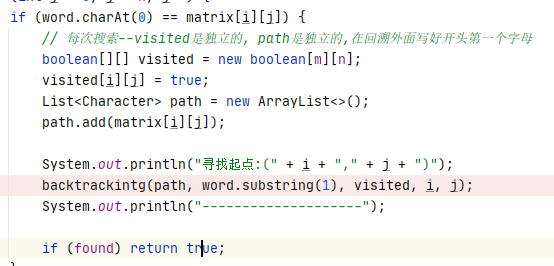 if (word.charAt(0) == matrix[i][j]) {
// 每次搜索--visited是独立的, path是独立的,在回溯外面写好开头第一个字母
boolean[][] visited = new boolean[m][n];
visited[i][j] = true;
List<Character> path = new ArrayList<>();
path.add(matrix[i][j]);
System.out.println("寻找起点:(" + i + "," + j + ")");
backtrackintg(path, word.substring(1), visited, i, j);
System.out.println("--------------------");
if (found) return true;